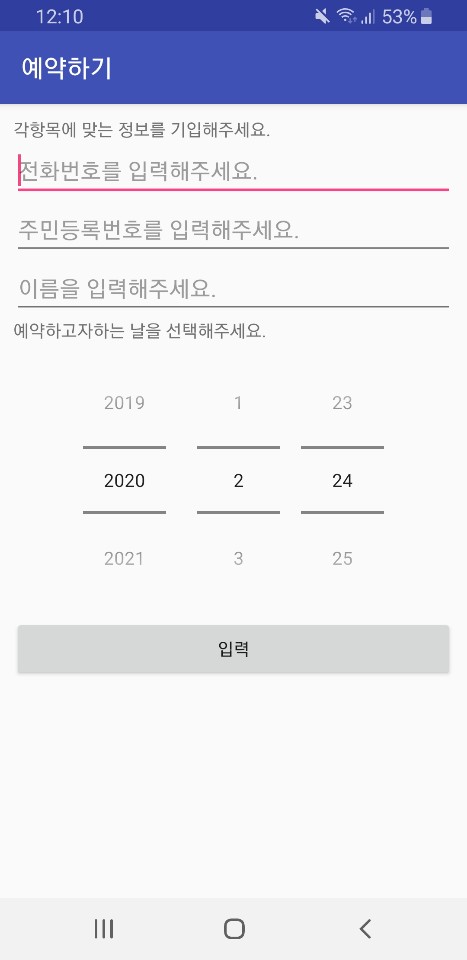 12:10 53%
예약하기
각항목에 맞는 정보를 기입해주세요.
전화번호를 입력해주세요.
주민등록번호를 입력해주세요.
이름을 입력해주세요.
예약하고자하는 날을 선택해주세요.
2019 1 23
2020 2 24
2021 3 25
입력